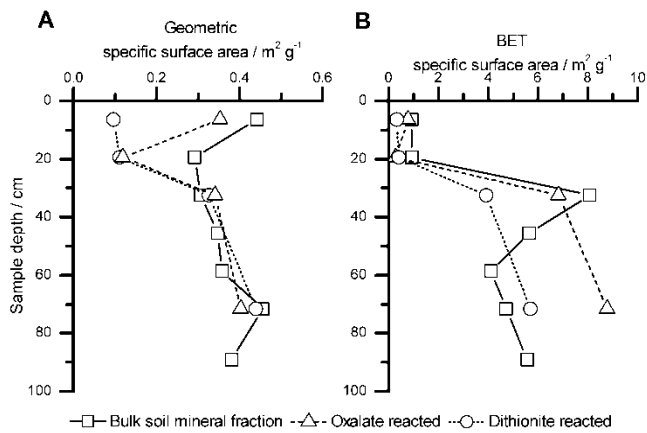 A
Geometric
specific surface area / m² g⁻¹
0.0 0.2 0.4 0.6
B
BET
specific surface area / m² g⁻¹
0 2 4 6 8 10
Sample depth / cm
0
20
40
60
80
100
0
20
40
60
80
100
Bulk soil mineral fraction Oxalate reacted Dithionite reacted